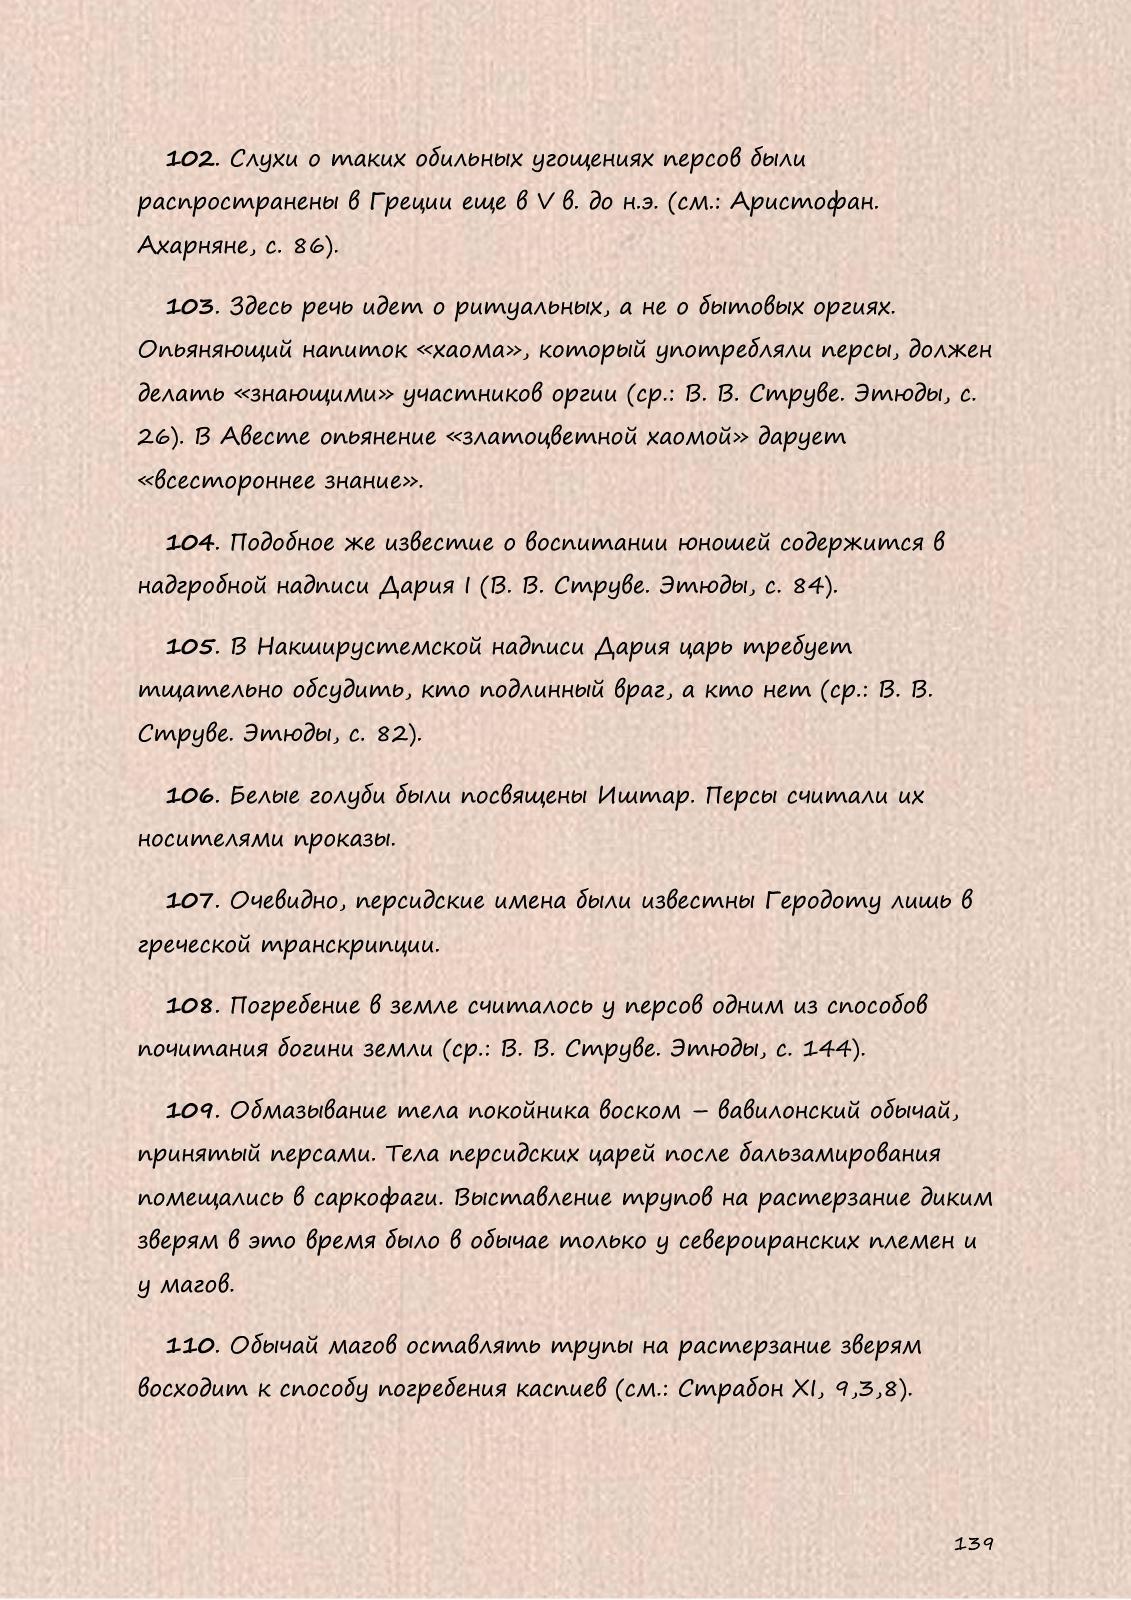 102. Слухи о таких обильных угощениях персов были
распространены в Греции еще в V в. до н.э. (см.: Аристофан.
Ахарняне, с. 86).
103. Здесь речь идет о ритуальных, а не о бытовых оргиях.
Опьяняющий напиток «хаома», который употребляли персы, должен
делать «знающими» участников оргии (ср.: В. В. Струве. Этюды, с.
26). В Авесте опьянение «златоцветной хаомой» дарует
«всестороннее знание».
104. Подобное же известие о воспитании юношей содержится в
надгробной надписи Дария I (В. В. Струве. Этюды, с. 84).
105. В Накширустемской надписи Дария царь требует
тщательно обсудить, кто подлинный враг, а кто нет (ср.: В. В.
Струве. Этюды, с. 82).
106. Белые голуби были посвящены Иштар. Персы считали их
носителями проказы.
107. Очевидно, персидские имена были известны Геродоту лишь в
греческой транскрипции.
108. Погребение в земле считалось у персов одним из способов
почитания богини земли (ср.: В. В. Струве. Этюды, с. 144).
109. Обмазывание тела покойника воском – вавилонский обычай,
принятый персами. Тела персидских царей после бальзамирования
помещались в саркофаги. Выставление трупов на растерзание диким
зверям в это время было в обычае только у североиранских племен и
у магов.
110. Обычай магов оставлять трупы на растерзание зверям
восходит к способу погребения каспиев (см.: Страбон XI, 9,3,8).
139